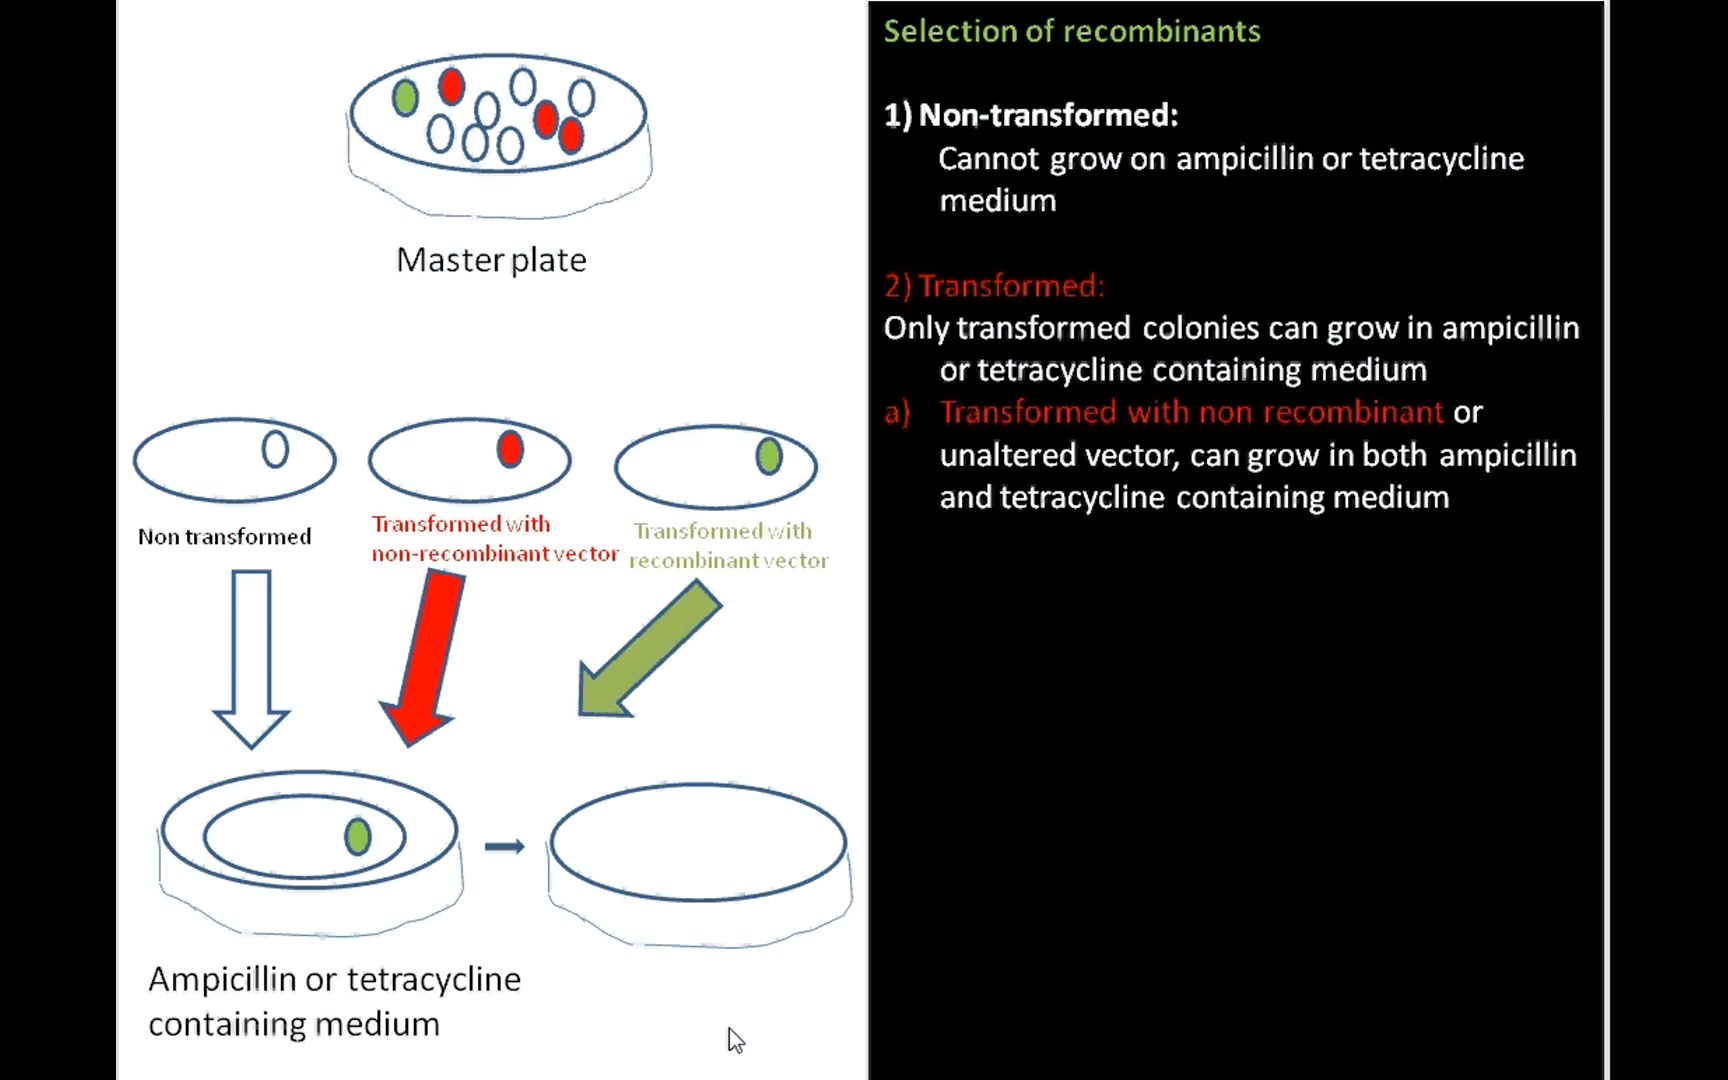 Master plate
Non transformed
Transformed with
non-recombinant vector
Transformed with
recombinant vector
Ampicillin or tetracycline
containing medium
Selection of recombinants
1) Non-transformed:
Cannot grow on ampicillin or tetracycline
medium
2) Transformed:
Only transformed colonies can grow in ampicillin
or tetracycline containing medium
a) Transformed with non recombinant or
unaltered vector, can grow in both ampicillin
and tetracycline containing medium